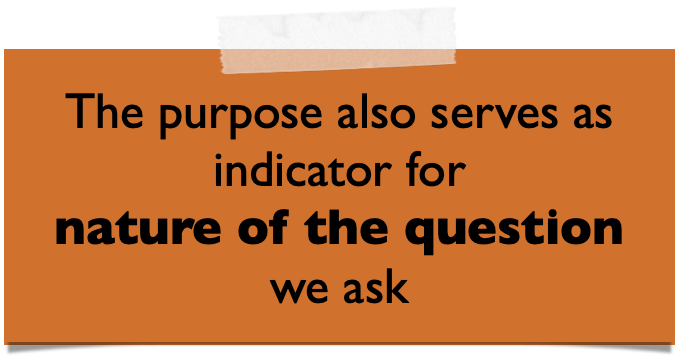 The purpose also serves as
indicator for
nature of the question
we ask